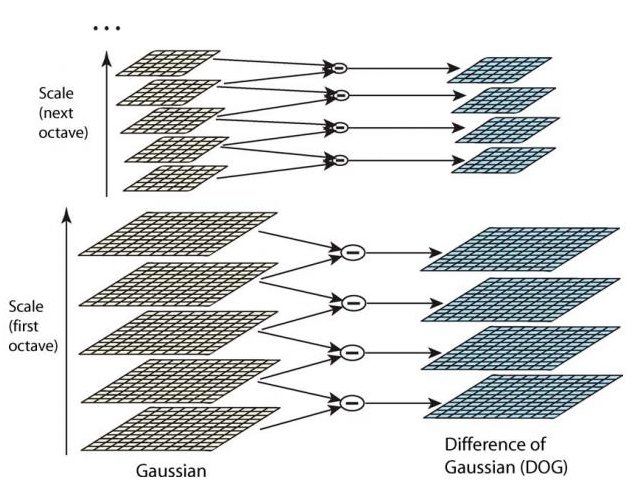 ...
Scale
(next
octave)
Scale
(first
octave)
Gaussian
Difference of
Gaussian (DOG)